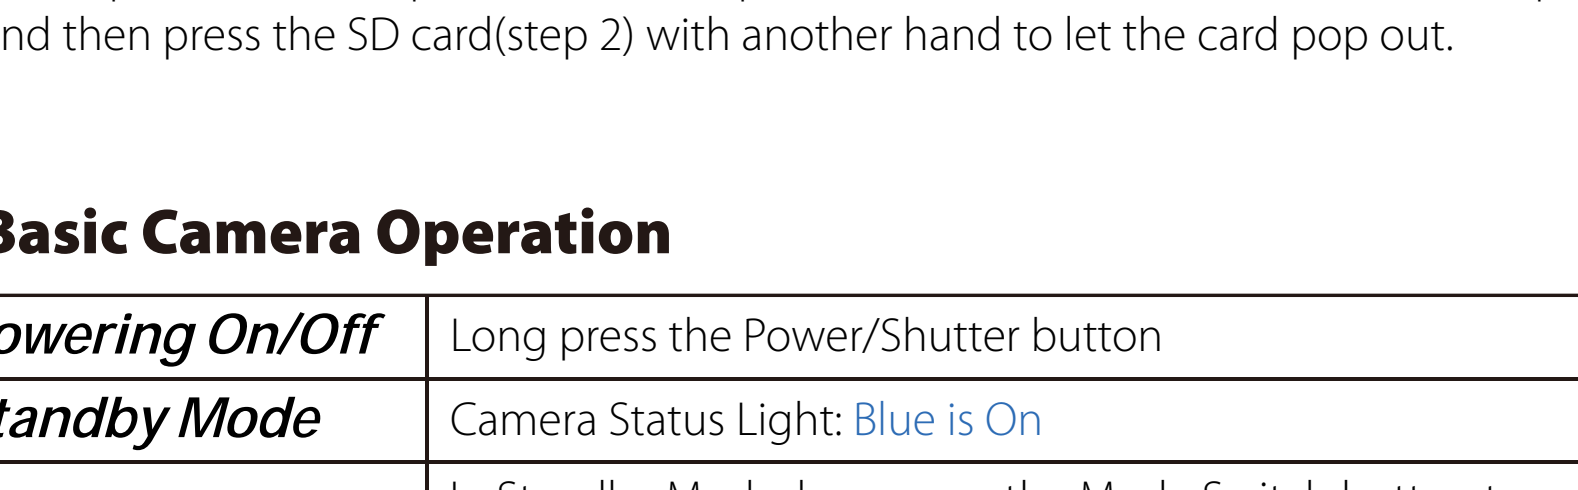 nd then press the SD card(step 2) with another hand to let the card pop out.
Basic Camera Operation
owering On/Off Long press the Power/Shutter button
tandby Mode Camera Status Light: Blue is On